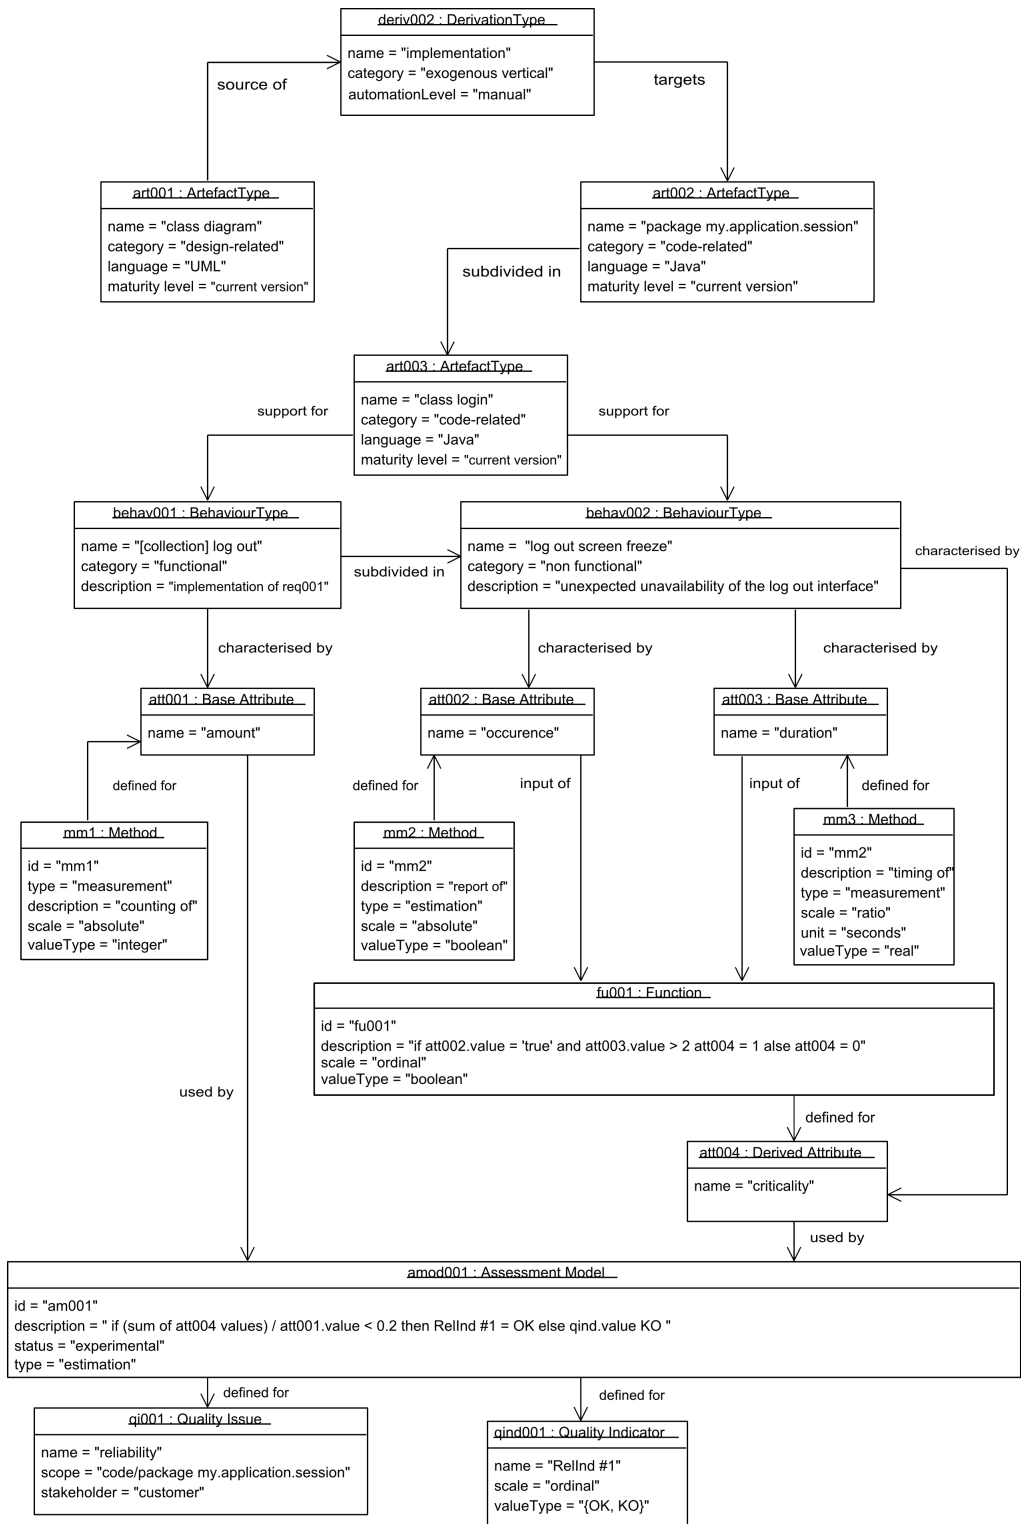 deriv002 : DerivationType
name = "implementation"
category = "exogenous vertical"
automationLevel = "manual"
source of
targets
art001 : ArtefactType
name = "class diagram"
category = "design-related"
language = "UML"
maturity level = "current version"
art002 : ArtefactType
name = "package my.application.session"
category = "code-related"
language = "Java"
maturity level = "current version"
subdivided in
art003 : ArtefactType
name = "class login"
category = "code-related"
language = "Java"
maturity level = "current version"
support for
support for
behav001 : BehaviourType
name = "[collection] log out"
category = "functional"
description = "implementation of req001"
subdivided in
behav002 : BehaviourType
name =  "log out screen freeze"
category = "non functional"
description = "unexpected unavailability of the log out interface"
characterised by
characterised by
characterised by
characterised by
att001 : Base Attribute
name = "amount"
att002 : Base Attribute
name = "occurence"
att003 : Base Attribute
name = "duration"
defined for
defined for
input of
input of
defined for
mm1 : Method
id = "mm1"
type = "measurement"
description = "counting of"
scale = "absolute"
valueType = "integer"
mm2 : Method
id = "mm2"
description = "report of"
type = "estimation"
scale = "absolute"
valueType = "boolean"
mm3 : Method
id = "mm2"
description = "timing of"
type = "measurement"
scale = "ratio"
unit = "seconds"
valueType = "real"
fu001 : Function
id = "fu001"
description = "if att002.value = 'true' and att003.value > 2 att004 = 1 alse att004 = 0"
scale = "ordinal"
valueType = "boolean"
used by
defined for
att004 : Derived Attribute
name = "criticality"
used by
amod001 : Assessment Model
id = "am001"
description = " if (sum of att004 values) / att001.value < 0.2 then RelInd #1 = OK else qind.value KO "
status = "experimental"
type = "estimation"
defined for
defined for
qi001 : Quality Issue
name = "reliability"
scope = "code/package my.application.session"
stakeholder = "customer"
qind001 : Quality Indicator
name = "RelInd #1"
scale = "ordinal"
valueType = "{OK, KO}"